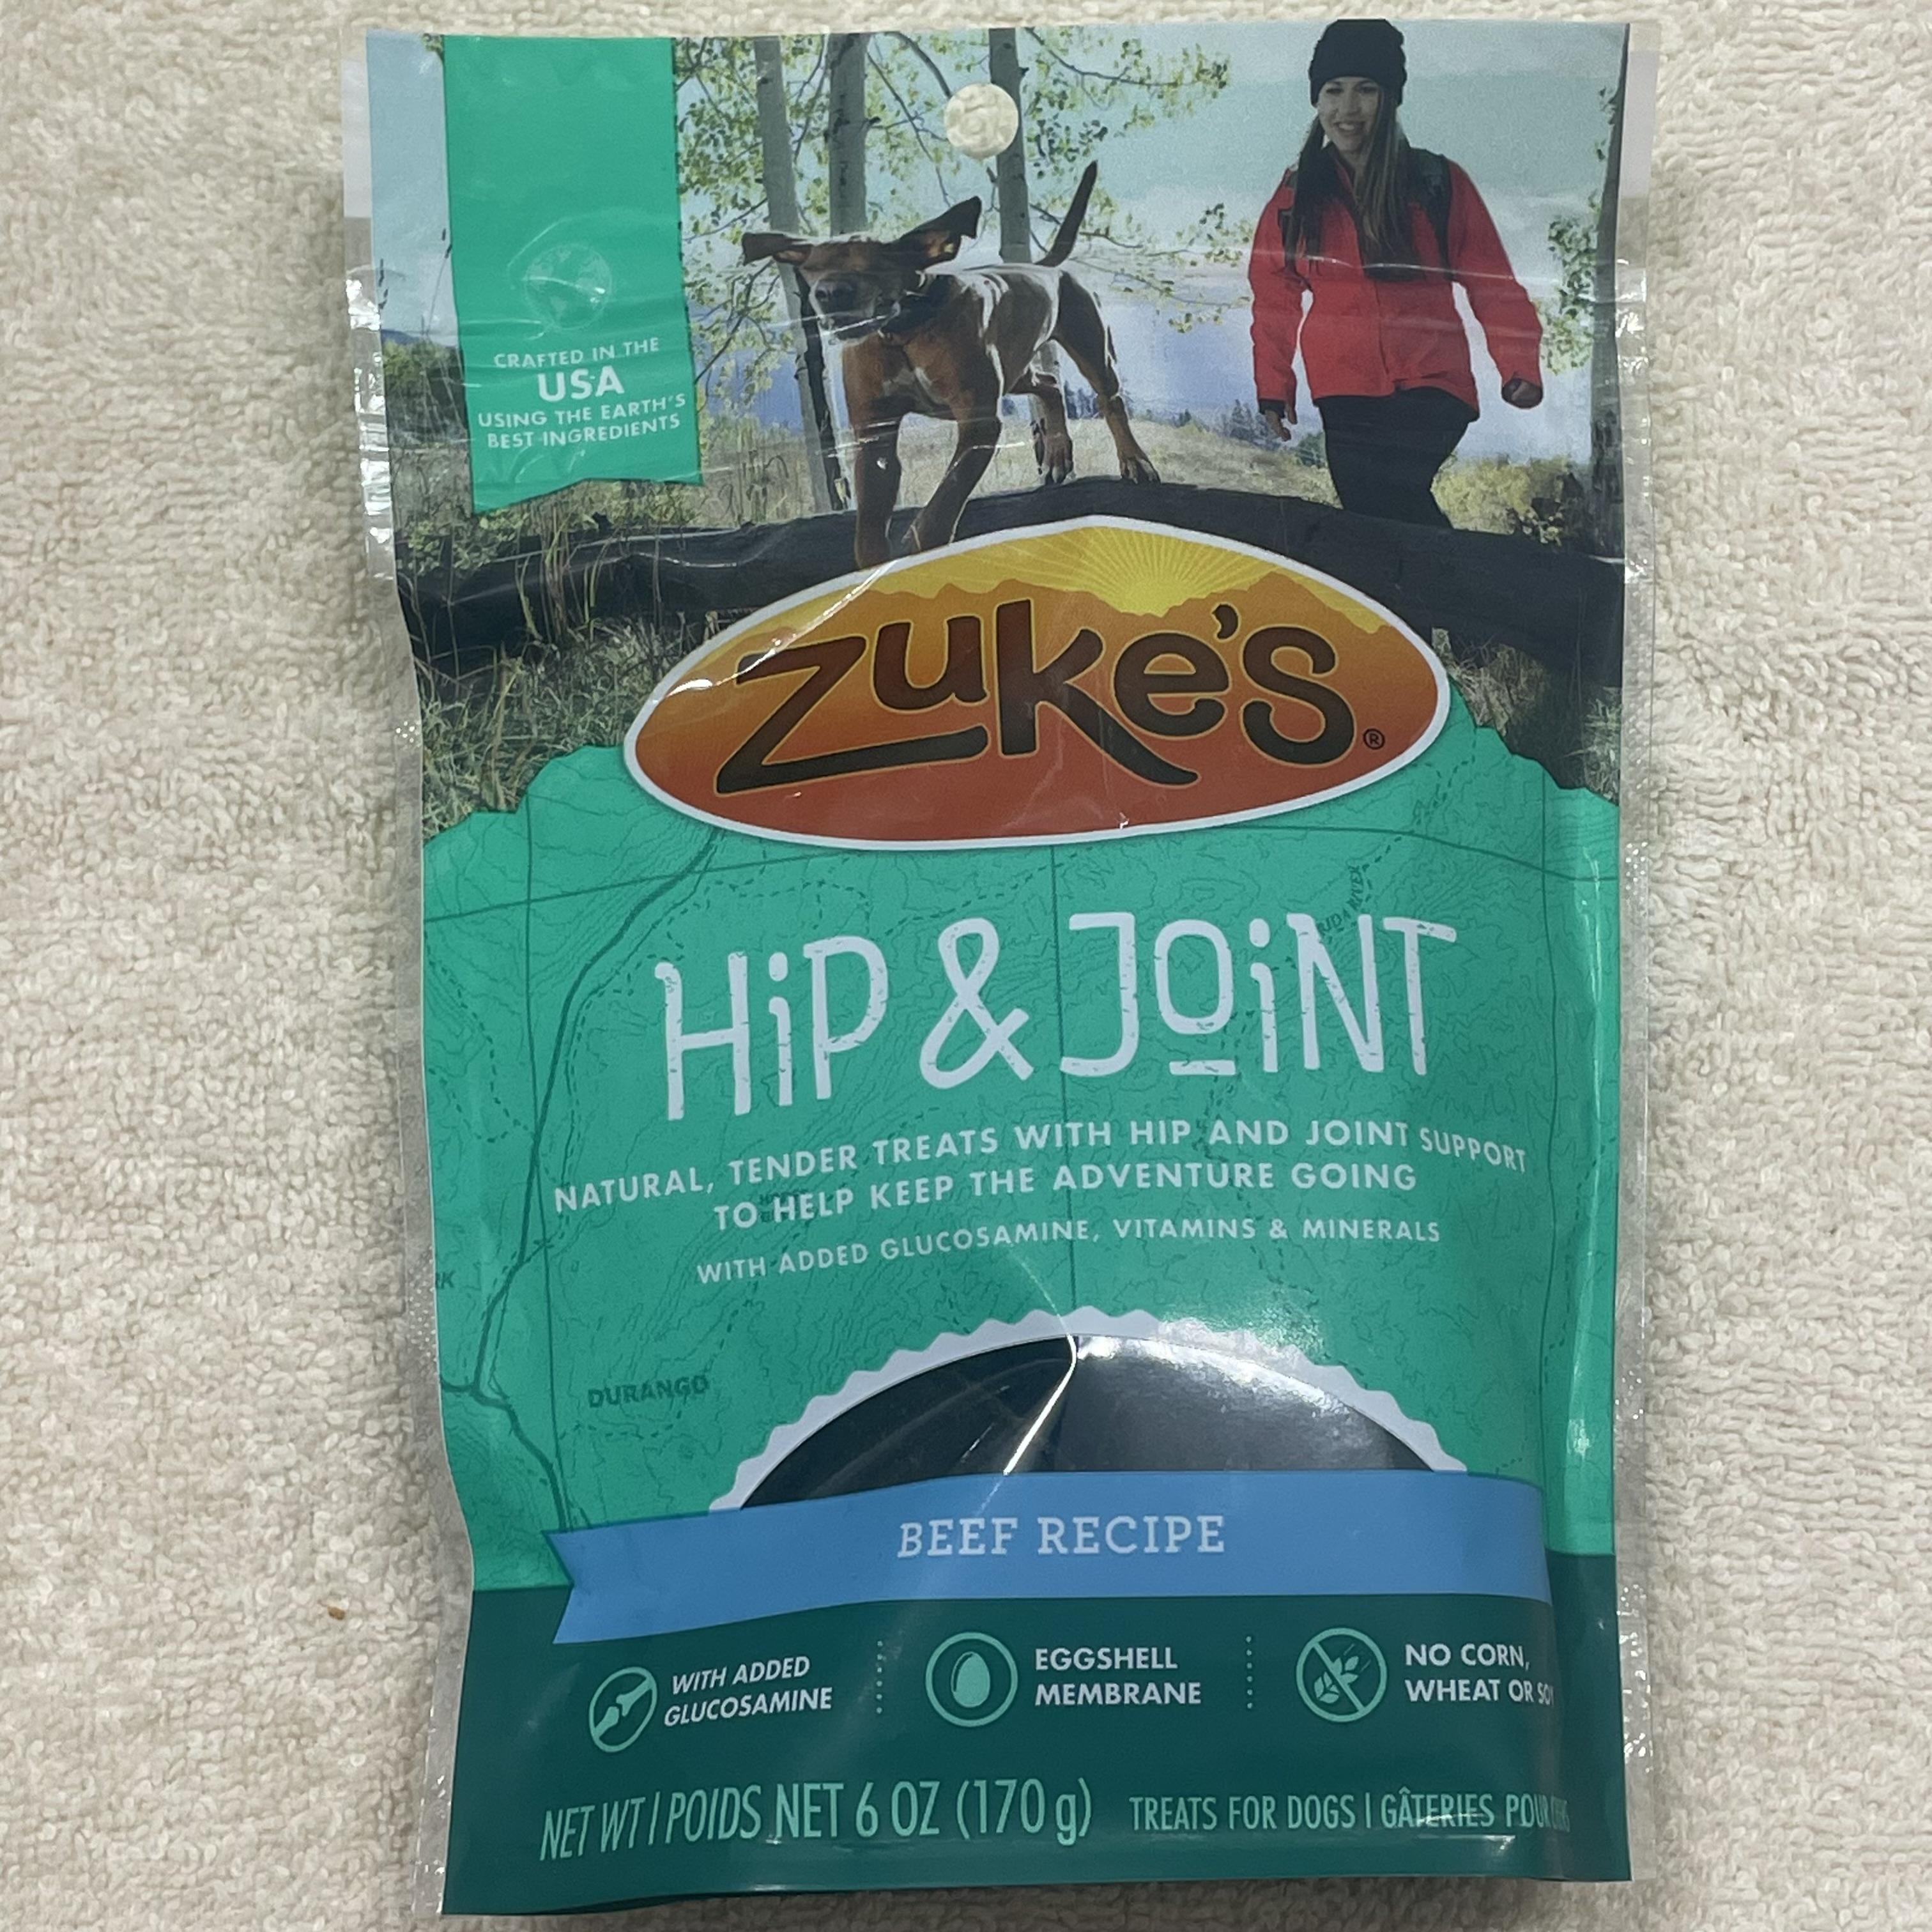 CRAFTED IN THE
USA
USING THE EARTH'S
BEST INGREDIENTS
Zuke's®
HiP & JOiNT
NATURAL, TENDER TREATS WITH HIP AND JOINT SUPPORT
TO HELP KEEP THE ADVENTURE GOING
WITH ADDED GLUCOSAMINE, VITAMINS & MINERALS
DURANGO
BEEF RECIPE
WITH ADDED
GLUCOSAMINE
EGGSHELL
MEMBRANE
NO CORN,
WHEAT OR SOY
NET WT | POIDS NET 6 OZ (170 g)
TREATS FOR DOGS | GÂTERIES POUR